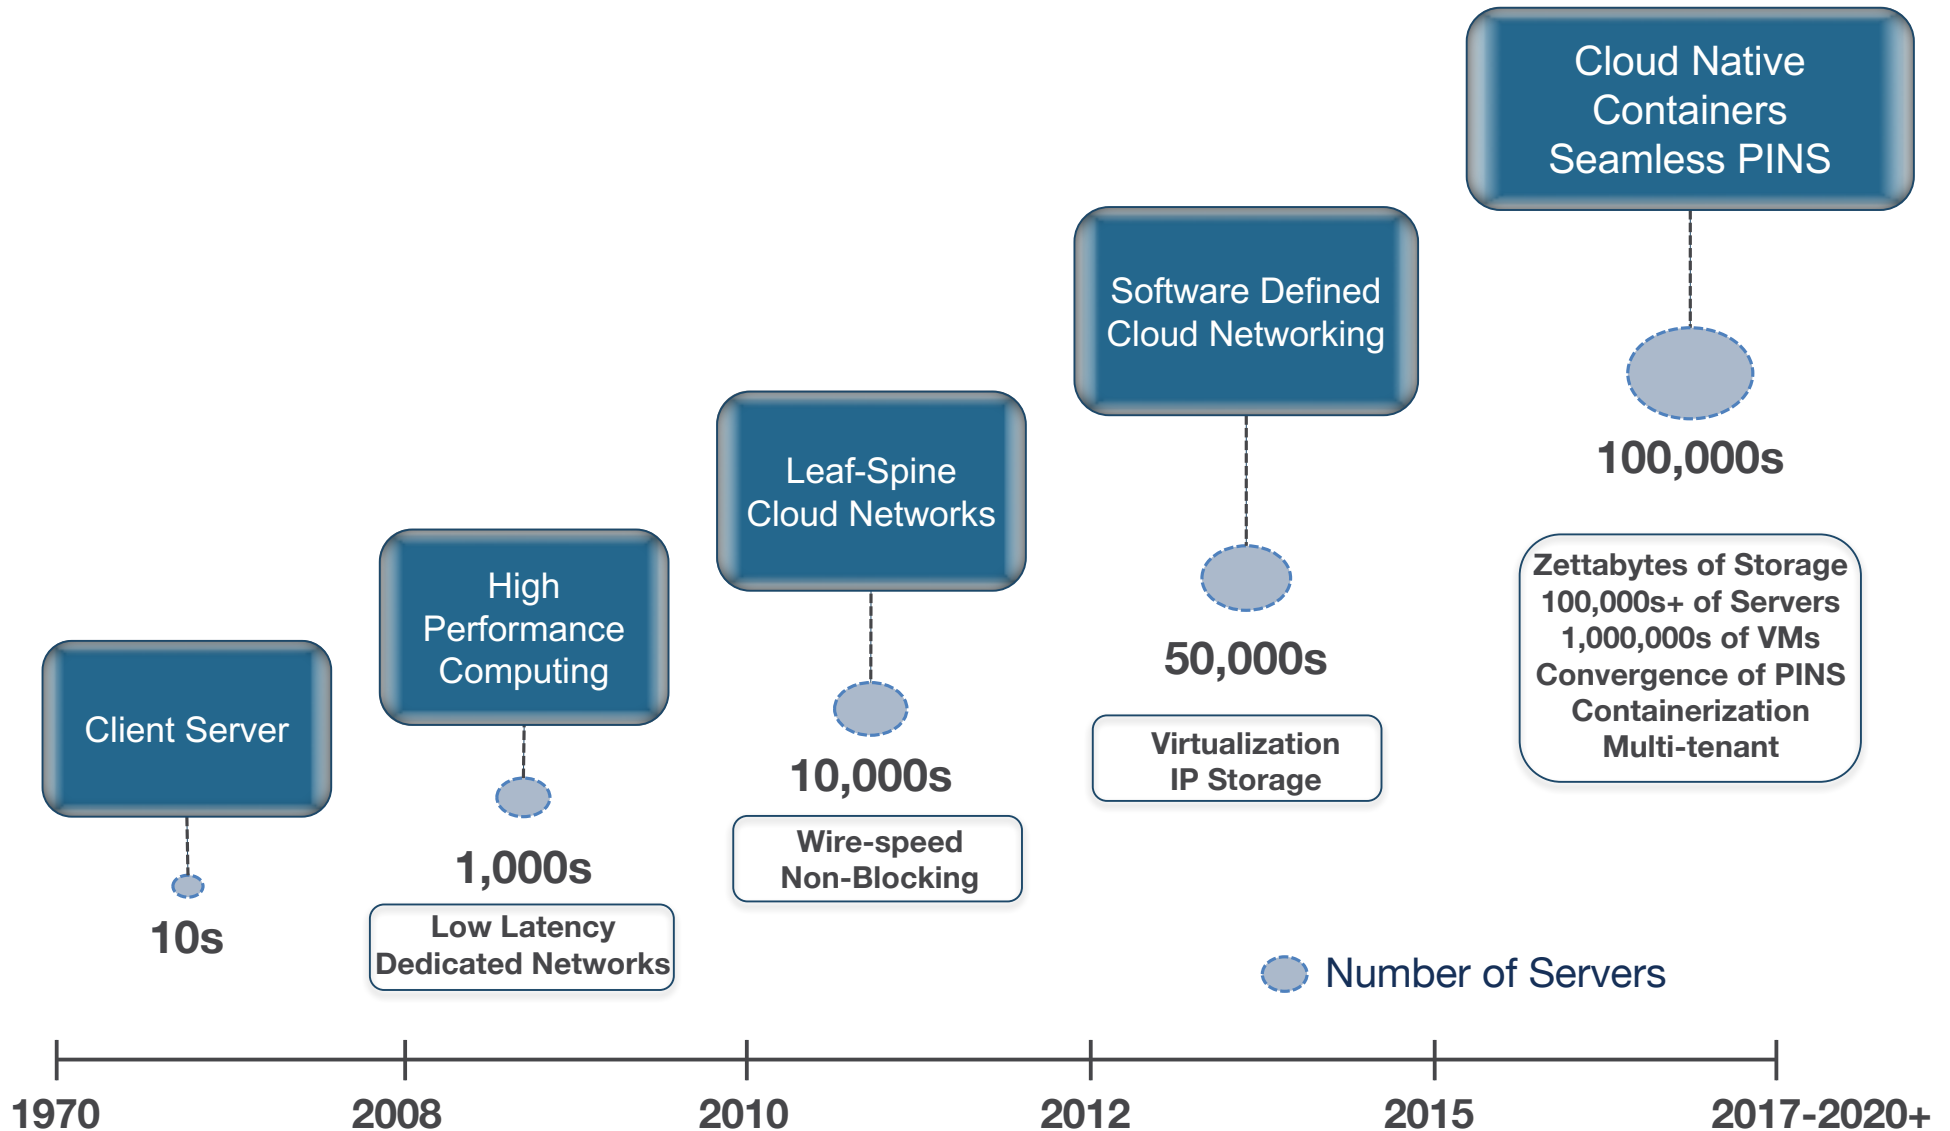 Cloud Native
Containers
Seamless PINS
Software Defined
Cloud Networking
Leaf-Spine
Cloud Networks
High
Performance
Computing
Client Server
100,000s
50,000s
10,000s
1,000s
10s
Zettabytes of Storage
100,000s+ of Servers
1,000,000s of VMs
Convergence of PINS
Containerization
Multi-tenant
Virtualization
IP Storage
Wire-speed
Non-Blocking
Low Latency
Dedicated Networks
Number of Servers
1970
2008
2010
2012
2015
2017-2020+